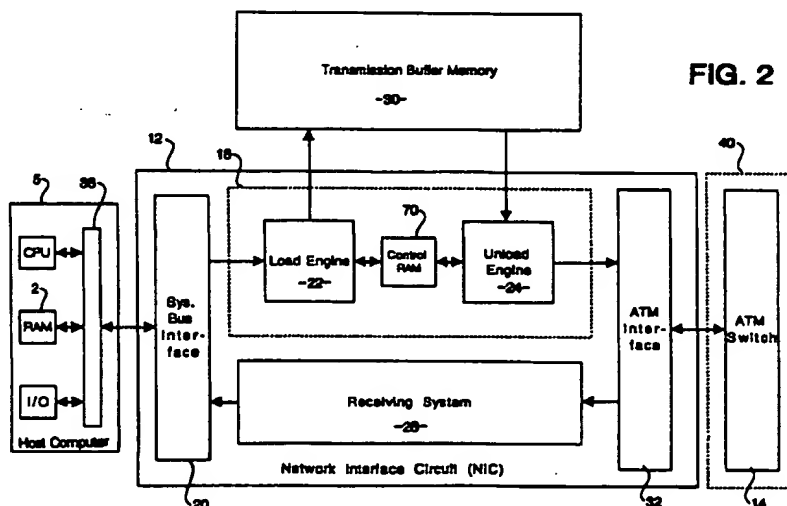 Transmission Buffer Memory
-30-
FIG. 2
12
18
40
5
36
CPU
2
RAM
I/O
Host Computer
Sys.
Bus
Inter-
face
20
Load Engine
-22-
70
Control
RAM
Unload
Engine
-24-
ATM
Inter-
face
32
ATM
Switch
14
Receiving System
Network Interface Circuit (NIC)